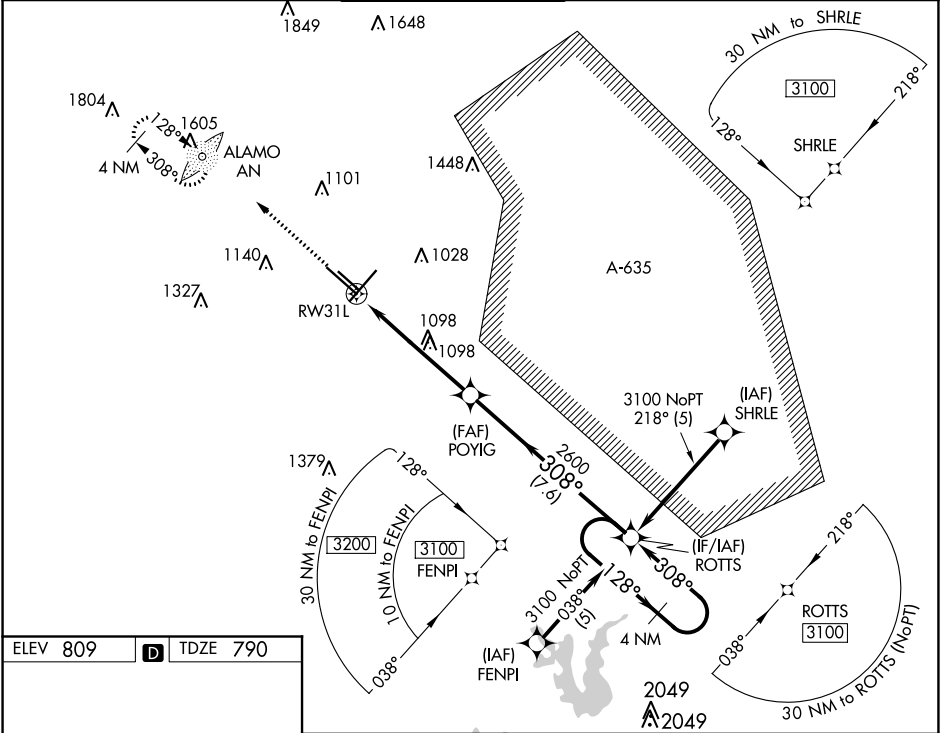 1849
1648
30 NM to SHRLE
3100
218°
128°
SHRLE
1804
128°
1605
ALAMO
AN
4 NM
308°
1101
1448
1140
1028
A-635
1327
RW31L
1098
1098
3100 NoPT
218° (5)
(IAF)
SHRLE
(FAF)
POYIG
2600
308°
(7.6)
1379
128°
30 NM to FENPI
3200
10 NM to FENPI
3100
FENPI
038°
(IF/IAF)
ROTTS
308°
128°
4 NM
3100 NoPT
038°
(5)
(IAF)
FENPI
218°
ROTTS
3100
038°
30 NM to ROTTS (NoPT)
2049
2049
ELEV 809 D TDZE 790